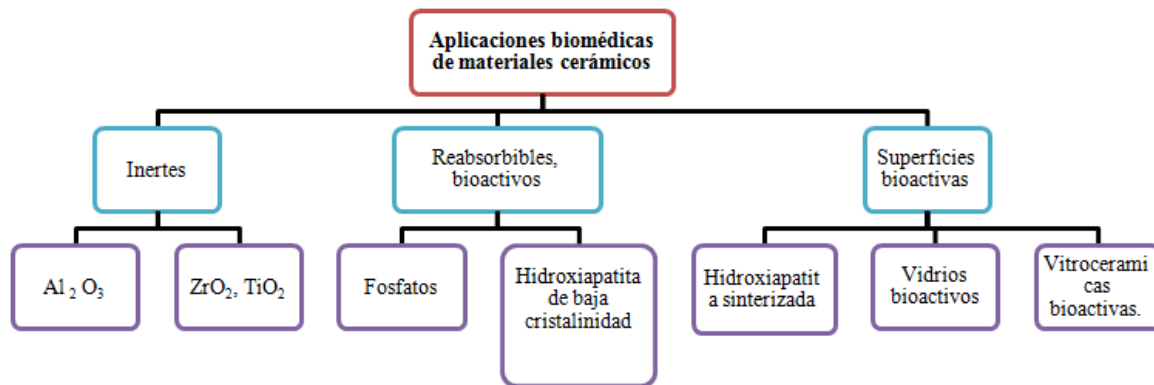 Aplicaciones biomédicas
de materiales cerámicos
Inertes
Reabsorbibles,
bioactivos
Superficies
bioactivas
Al 2 O3
ZrO2, TiO2
Fosfatos
Hidroxiapatita
de baja
cristalinidad
Hidroxiapatit
a sinterizada
Vidrios
bioactivos
Vitrocerami
cas
bioactivas.